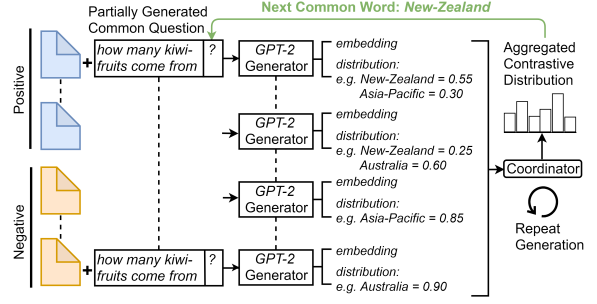 Next Common Word: New-Zealand
Partially Generated
Common Question
Positive
+
how many kiwi-
fruits come from
?
GPT-2
Generator
embedding
distribution:
e.g. New-Zealand = 0.55
Asia-Pacific = 0.30
GPT-2
Generator
embedding
distribution:
e.g. New-Zealand = 0.25
Australia = 0.60
Negative
GPT-2
Generator
embedding
distribution:
e.g. Asia-Pacific = 0.85
+
how many kiwi-
fruits come from
?
GPT-2
Generator
embedding
distribution:
e.g. Australia = 0.90
Aggregated
Contrastive
Distribution
Coordinator
Repeat
Generation